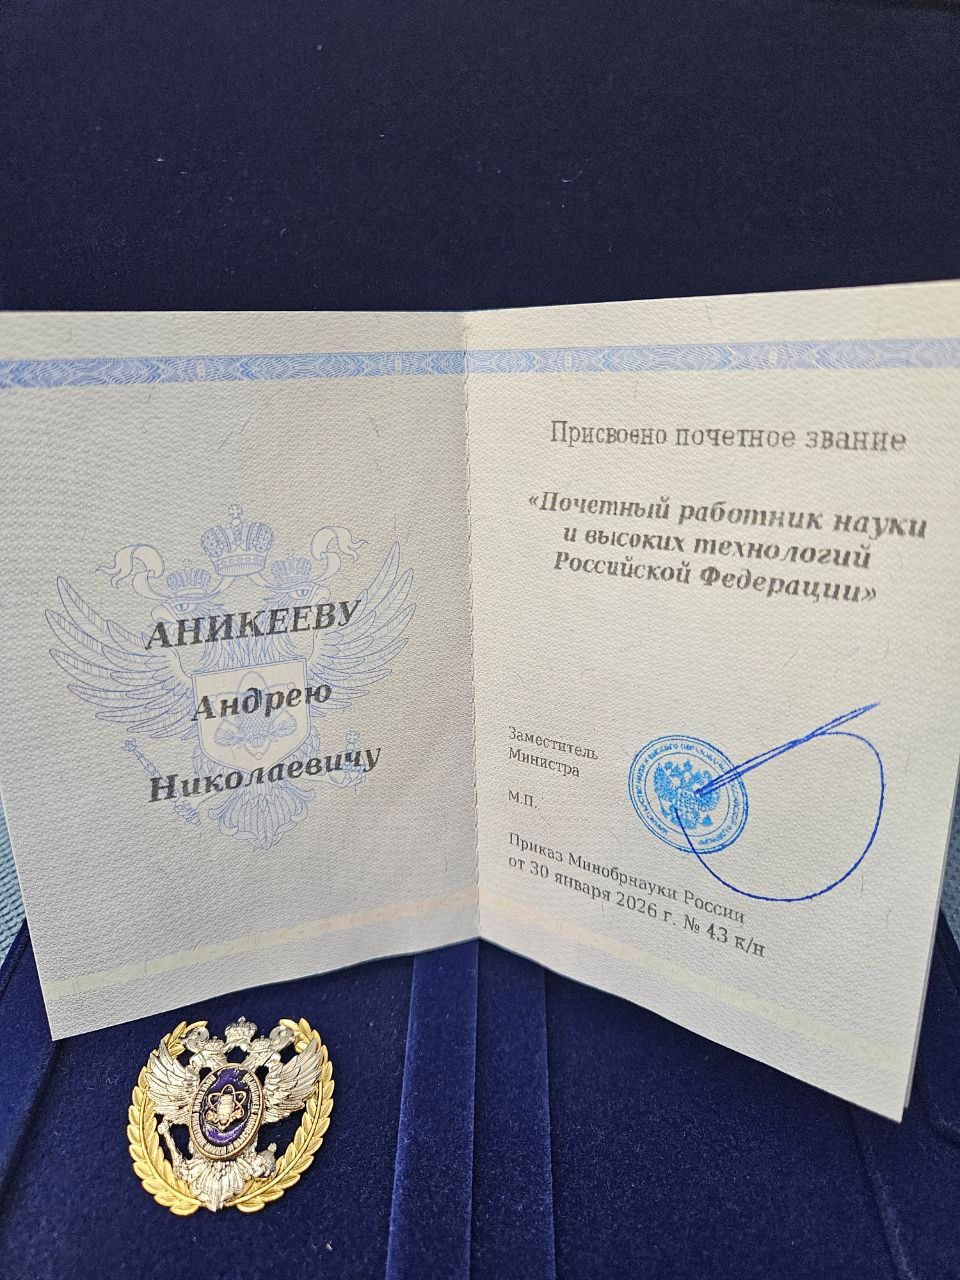 АНИКЕЕВУ
Андрею
Николаевичу
Присвоено почетное звание
«Почетный работник науки
и высоких технологий
Российской Федерации»
Заместитель
Министра
М.П.
Приказ Минобрнауки России
от 30 января 2026 г. № 43 к/н